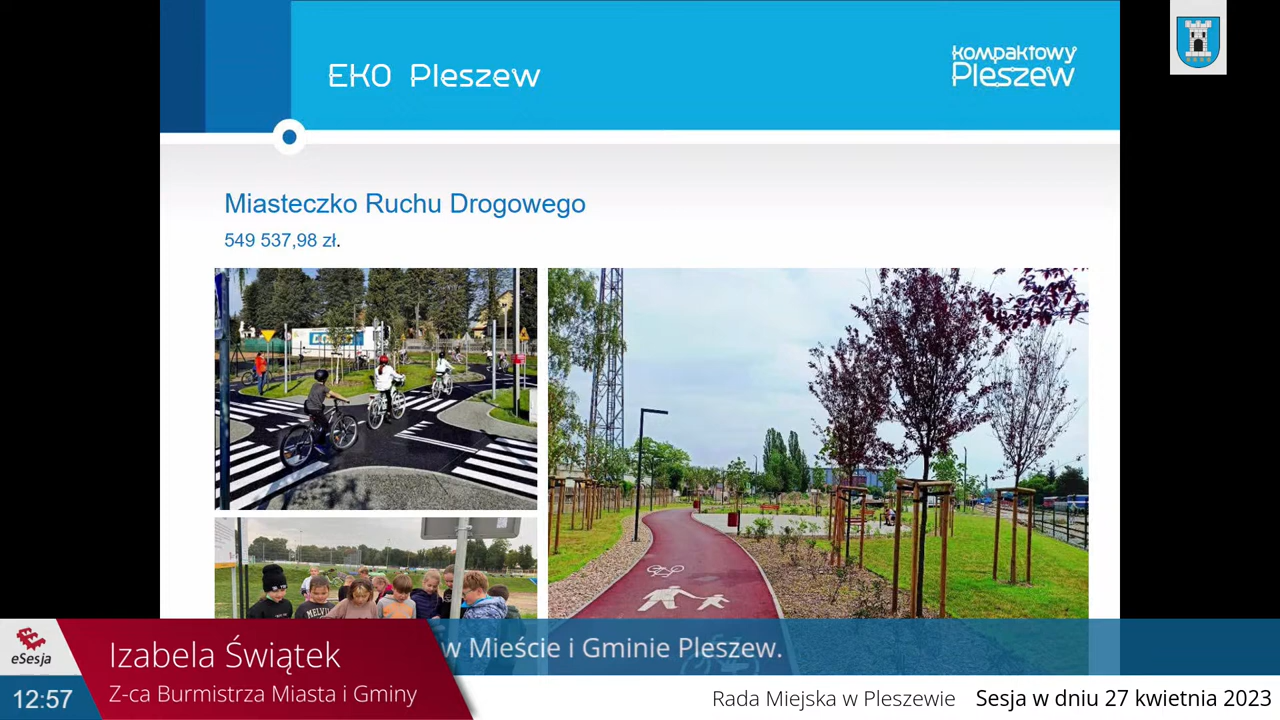 EKO Pleszew
kompaktowy
Pleszew
Miasteczko Ruchu Drogowego
549 537,98 zł.
MELVIL
eSesja
Izabela Świątek
Z-ca Burmistrza Miasta i Gminy
w Mieście i Gminie Pleszew.
12:57
Rada Miejska w Pleszewie
Sesja w dniu 27 kwietnia 2023